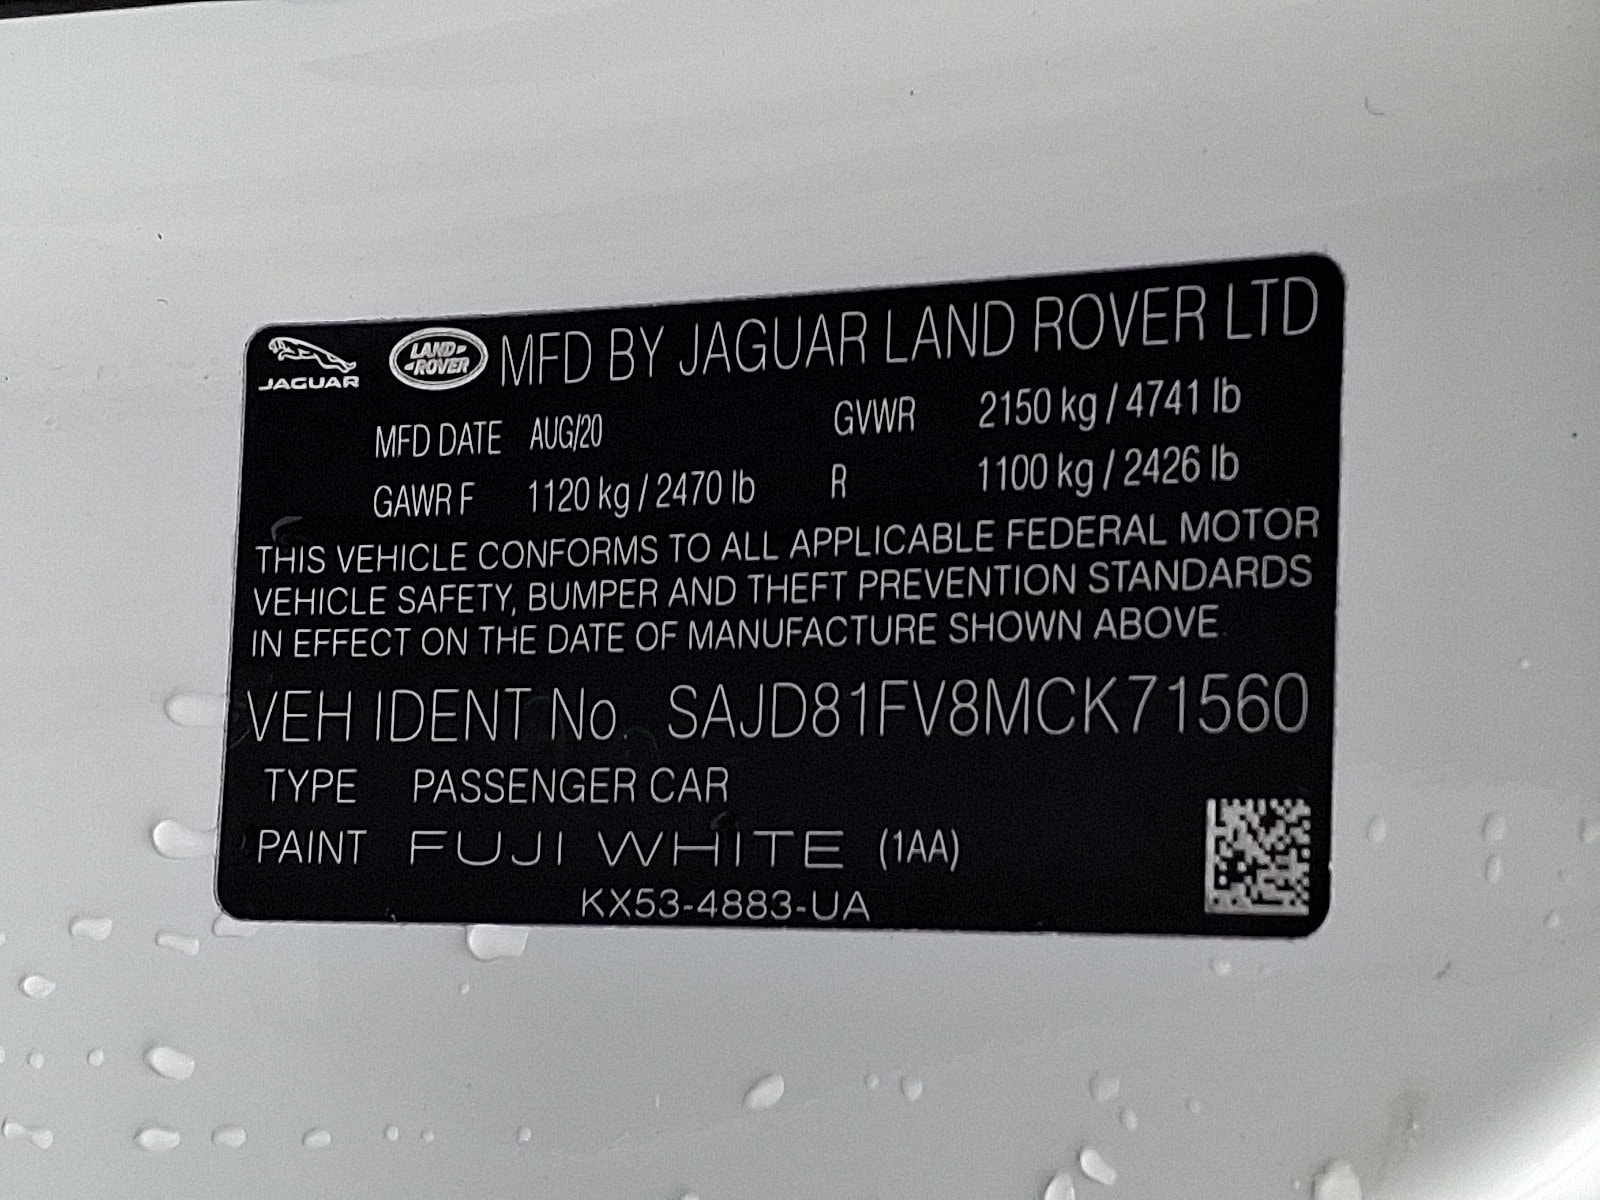 JAGUAR LAND ROVER MFD BY JAGUAR LAND ROVER LTD
MFD DATE AUG/20 GVWR 2150 kg / 4741 lb
GAWR F 1120 kg / 2470 lb R 1100 kg / 2426 lb
THIS VEHICLE CONFORMS TO ALL APPLICABLE FEDERAL MOTOR
VEHICLE SAFETY, BUMPER AND THEFT PREVENTION STANDARDS
IN EFFECT ON THE DATE OF MANUFACTURE SHOWN ABOVE.
VEH IDENT No. SAJD81FV8MCK71560
TYPE PASSENGER CAR
PAINT FUJI WHITE (1AA)
KX53-4883-UA